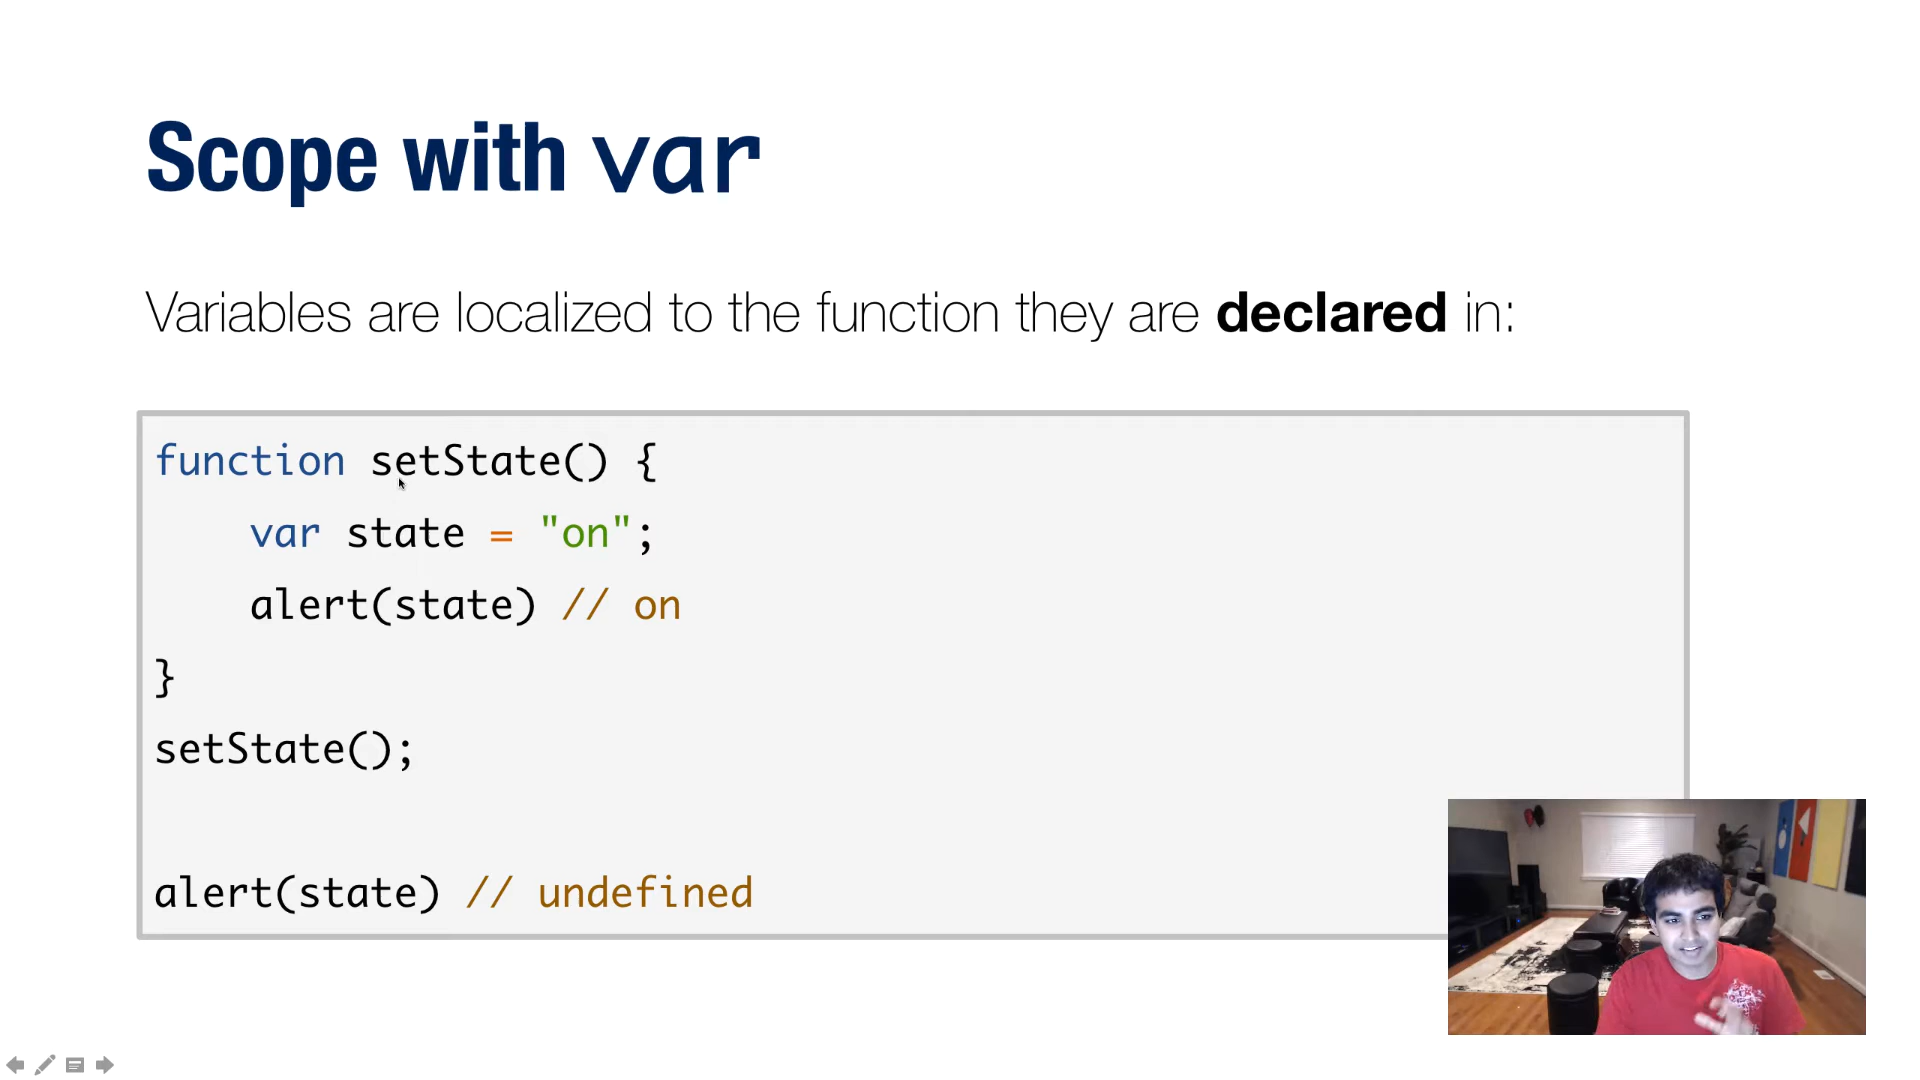 Scope with var
Variables are localized to the function they are declared in:
function setState() {
    var state = "on";
    alert(state) // on
}
setState();
alert(state) // undefined